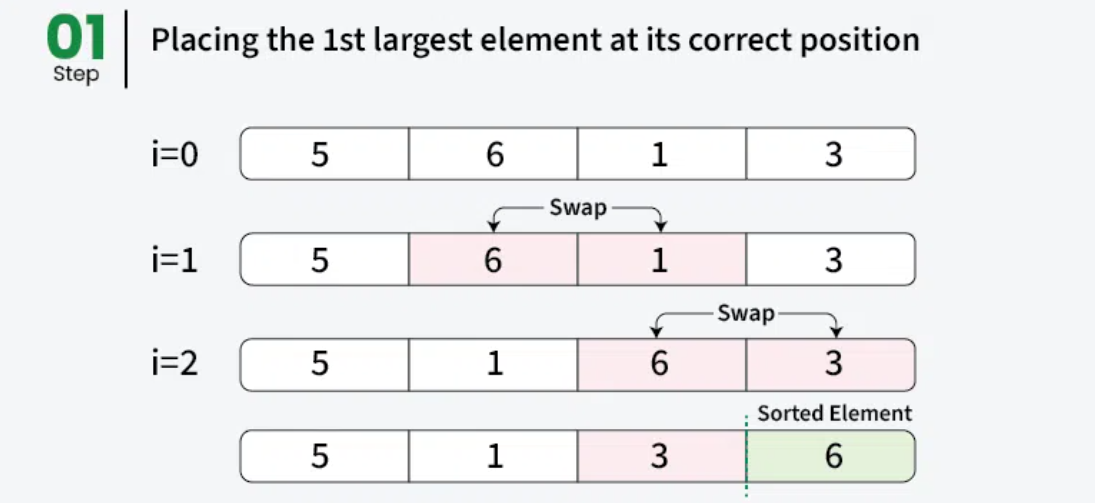 01
Step
Placing the 1st largest element at its correct position
i=0 5 6 1 3
Swap
i=1 5 6 1 3
Swap
i=2 5 1 6 3
Sorted Element
5 1 3 6